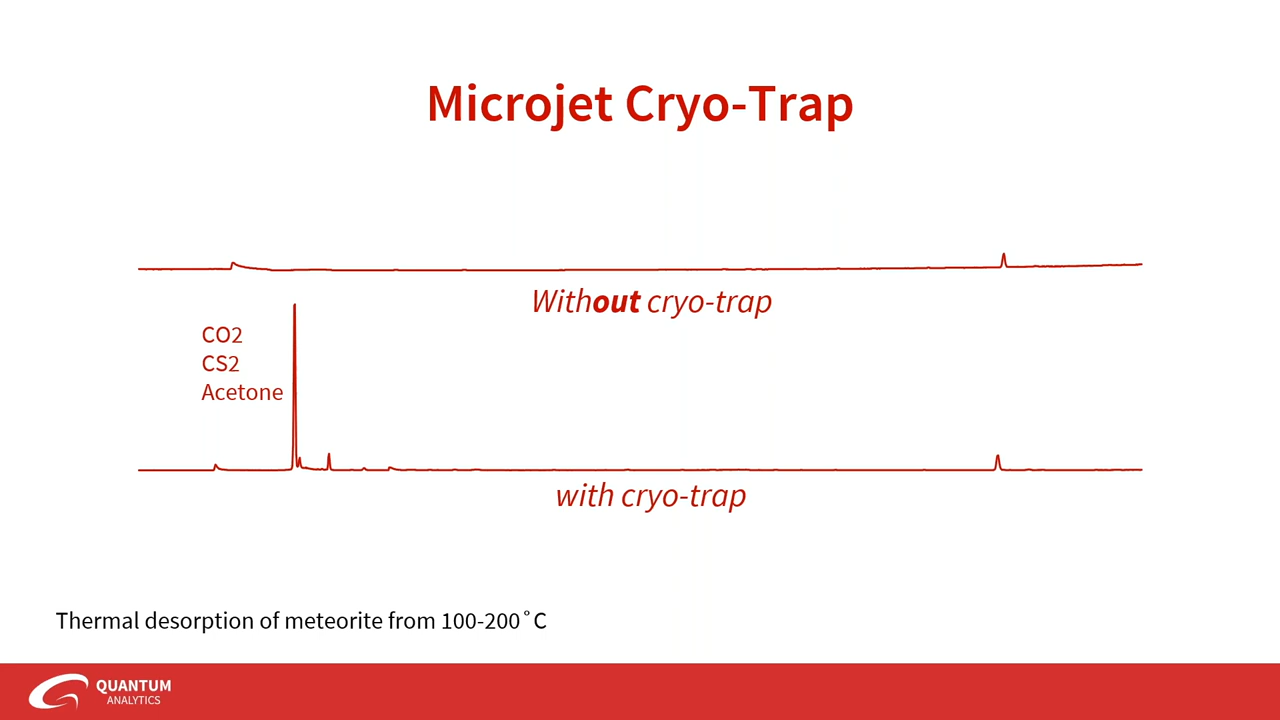 Microjet Cryo-Trap
Without cryo-trap
CO2
CS2
Acetone
with cryo-trap
Thermal desorption of meteorite from 100-200˚C
QUANTUM
ANALYTICS